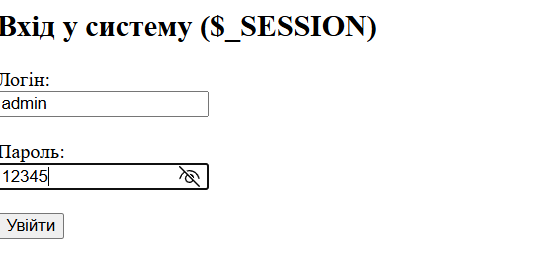 Вхід у систему ($_SESSION)
Логін:
admin
Пароль:
12345
Увійти